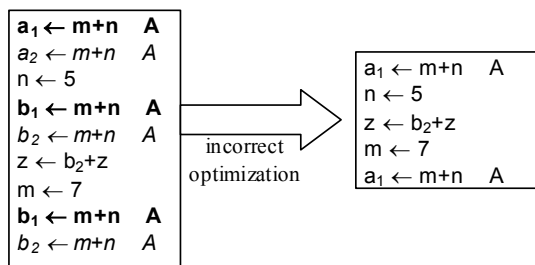 a₁ ← m+n A
a₂ ← m+n A
n ← 5
b₁ ← m+n A
b₂ ← m+n A
z ← b₂+z
m ← 7
b₁ ← m+n A
b₂ ← m+n A
incorrect
optimization
a₁ ← m+n A
n ← 5
z ← b₂+z
m ← 7
a₁ ← m+n A